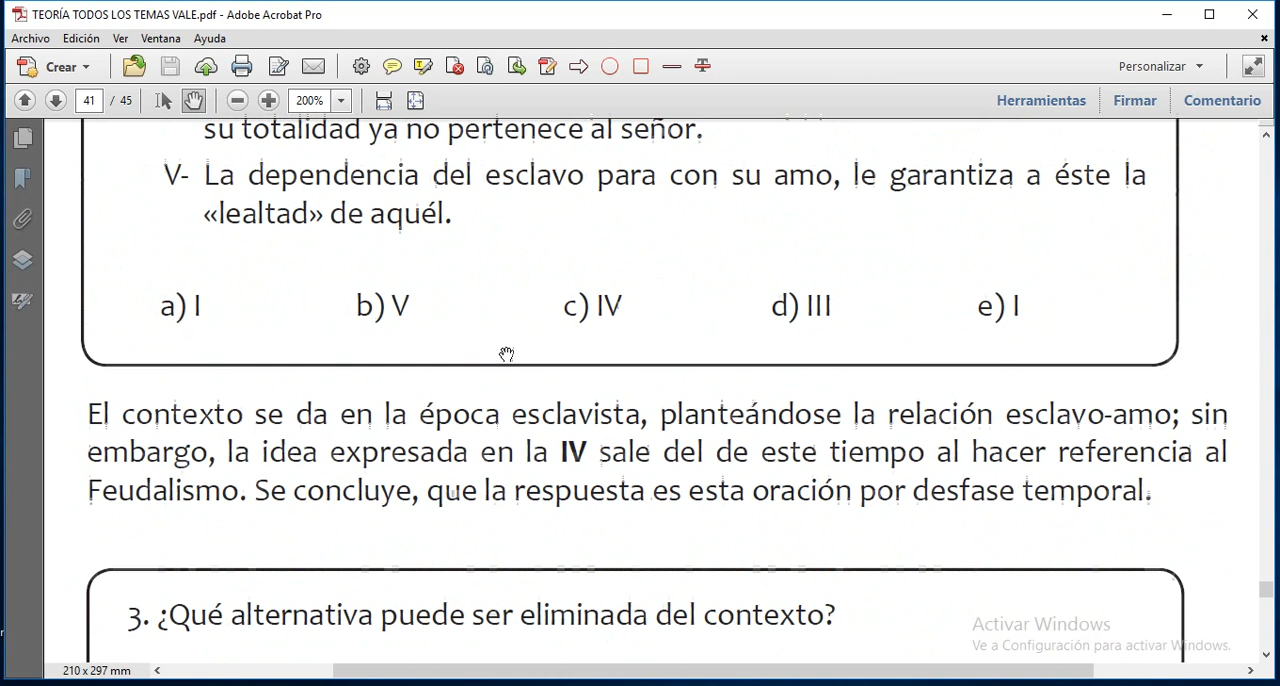 TEORÍA TODOS LOS TEMAS VALE.pdf - Adobe Acrobat Pro
Archivo Edición Ver Ventana Ayuda
Crear Personalizar
41 / 45 200% Herramientas Firmar Comentario
su totalidad ya no pertenece al señor.
V- La dependencia del esclavo para con su amo, le garantiza a éste la
«lealtad» de aquél.
a) I b) V c) IV d) III e) I
El contexto se da en la época esclavista, planteándose la relación esclavo-amo; sin
embargo, la idea expresada en la IV sale del de este tiempo al hacer referencia al
Feudalismo. Se concluye, que la respuesta es esta oración por desfase temporal.
3. ¿Qué alternativa puede ser eliminada del contexto?
Activar Windows
Ve a Configuración para activar Windows.
210 x 297 mm